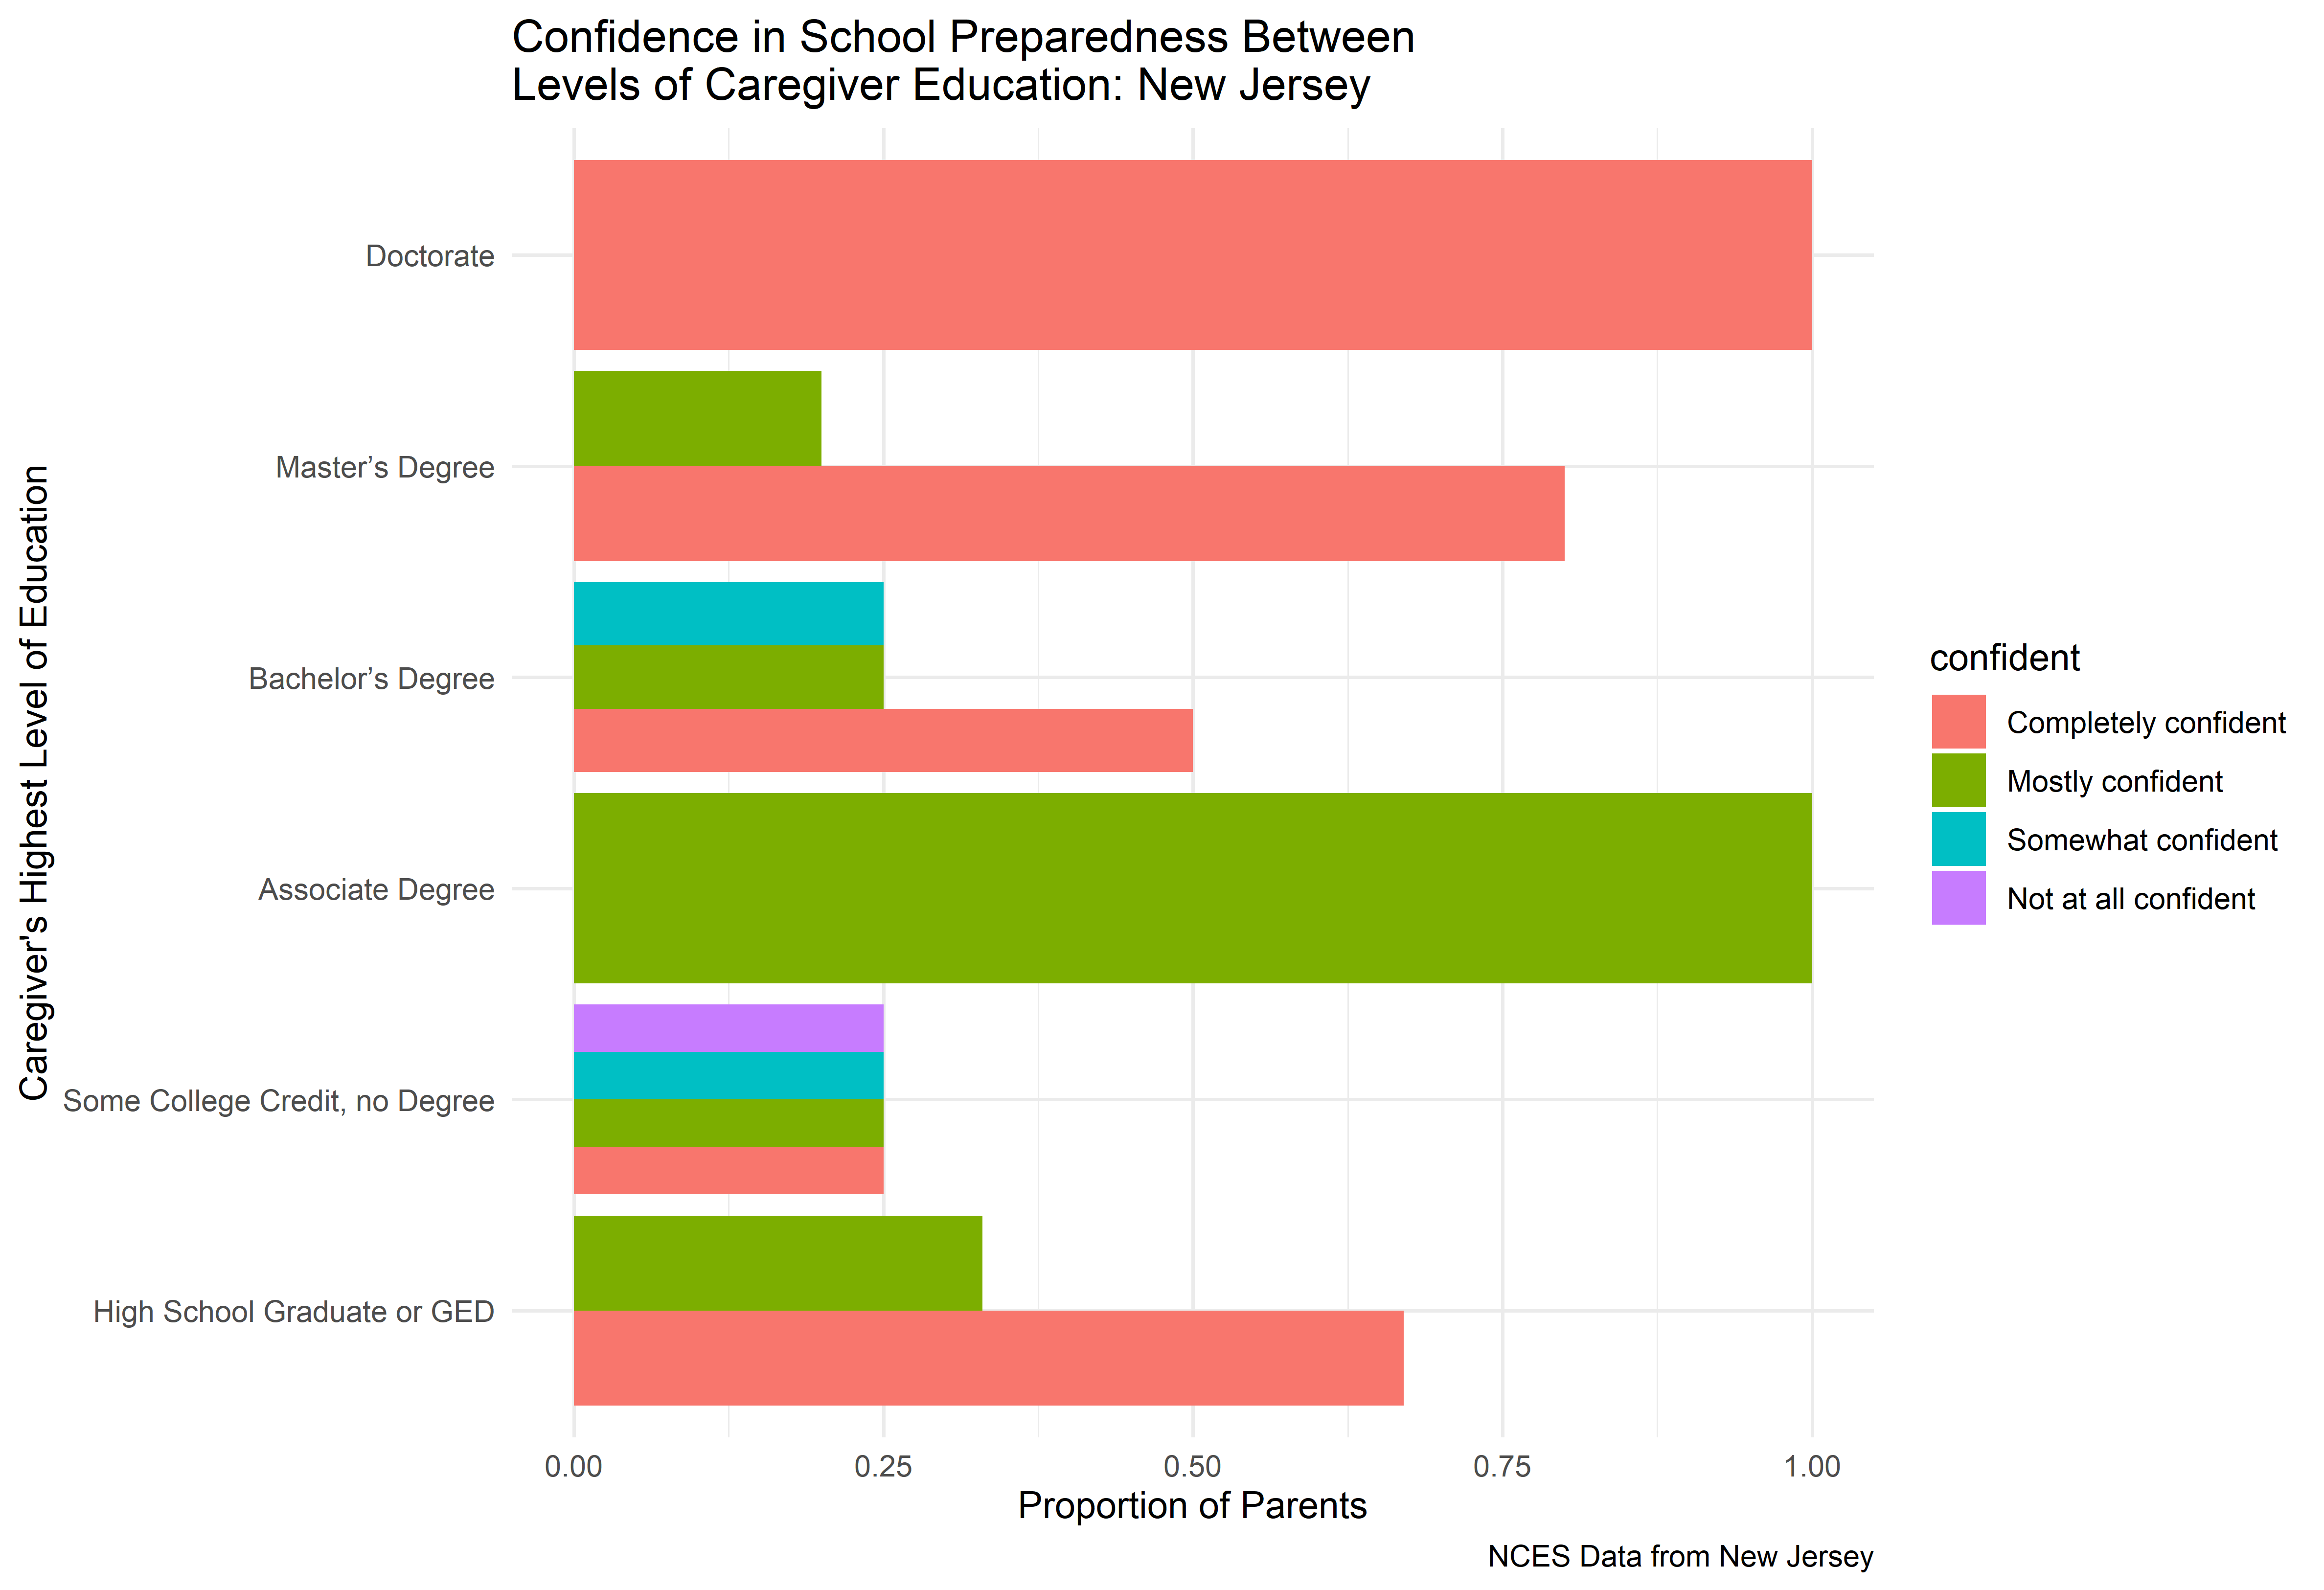 Confidence in School Preparedness Between
Levels of Caregiver Education: New Jersey
Caregiver's Highest Level of Education
Doctorate
Master’s Degree
Bachelor’s Degree
Associate Degree
Some College Credit, no Degree
High School Graduate or GED
0.00 0.25 0.50 0.75 1.00
Proportion of Parents
confident
Completely confident
Mostly confident
Somewhat confident
Not at all confident
NCES Data from New Jersey